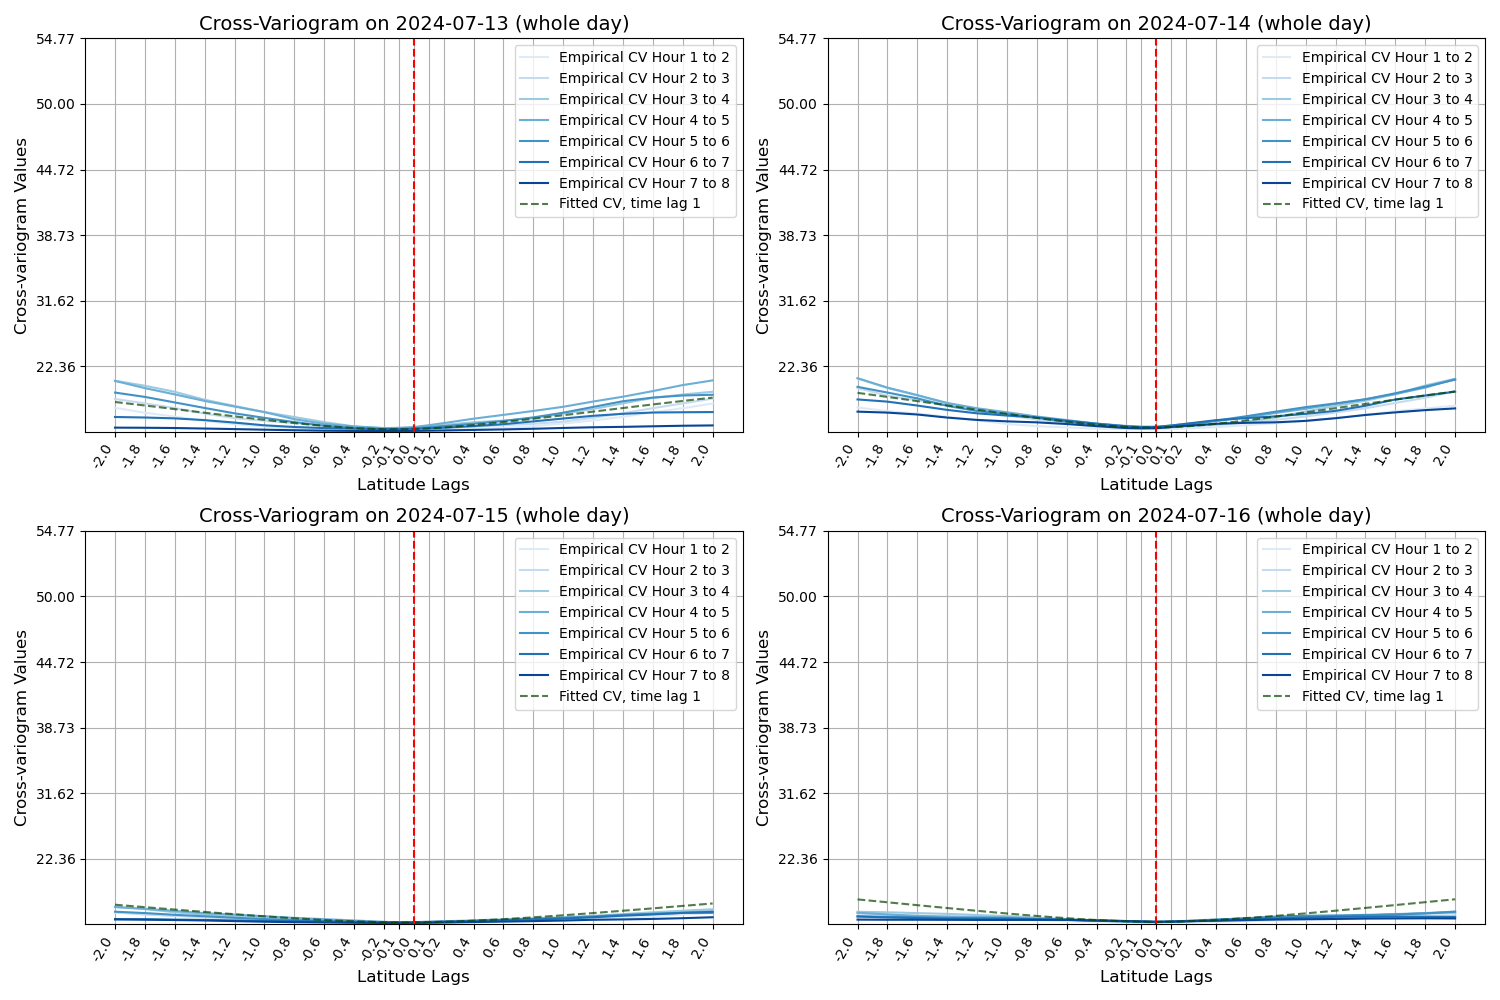 Cross-Variogram on 2024-07-13 (whole day)
54.77
50.00
44.72
38.73
31.62
22.36
Cross-variogram Values
Empirical CV Hour 1 to 2
Empirical CV Hour 2 to 3
Empirical CV Hour 3 to 4
Empirical CV Hour 4 to 5
Empirical CV Hour 5 to 6
Empirical CV Hour 6 to 7
Empirical CV Hour 7 to 8
Fitted CV, time lag 1
-2.0 -1.8 -1.6 -1.4 -1.2 -1.0 -0.8 -0.6 -0.4 -0.2 -0.1 0.0 0.1 0.2 0.4 0.6 0.8 1.0 1.2 1.4 1.6 1.8 2.0
Latitude Lags
Cross-Variogram on 2024-07-14 (whole day)
54.77
50.00
44.72
38.73
31.62
22.36
Cross-variogram Values
Empirical CV Hour 1 to 2
Empirical CV Hour 2 to 3
Empirical CV Hour 3 to 4
Empirical CV Hour 4 to 5
Empirical CV Hour 5 to 6
Empirical CV Hour 6 to 7
Empirical CV Hour 7 to 8
Fitted CV, time lag 1
-2.0 -1.8 -1.6 -1.4 -1.2 -1.0 -0.8 -0.6 -0.4 -0.2 -0.1 0.0 0.1 0.2 0.4 0.6 0.8 1.0 1.2 1.4 1.6 1.8 2.0
Latitude Lags
Cross-Variogram on 2024-07-15 (whole day)
54.77
50.00
44.72
38.73
31.62
22.36
Cross-variogram Values
Empirical CV Hour 1 to 2
Empirical CV Hour 2 to 3
Empirical CV Hour 3 to 4
Empirical CV Hour 4 to 5
Empirical CV Hour 5 to 6
Empirical CV Hour 6 to 7
Empirical CV Hour 7 to 8
Fitted CV, time lag 1
-2.0 -1.8 -1.6 -1.4 -1.2 -1.0 -0.8 -0.6 -0.4 -0.2 -0.1 0.0 0.1 0.2 0.4 0.6 0.8 1.0 1.2 1.4 1.6 1.8 2.0
Latitude Lags
Cross-Variogram on 2024-07-16 (whole day)
54.77
50.00
44.72
38.73
31.62
22.36
Cross-variogram Values
Empirical CV Hour 1 to 2
Empirical CV Hour 2 to 3
Empirical CV Hour 3 to 4
Empirical CV Hour 4 to 5
Empirical CV Hour 5 to 6
Empirical CV Hour 6 to 7
Empirical CV Hour 7 to 8
Fitted CV, time lag 1
-2.0 -1.8 -1.6 -1.4 -1.2 -1.0 -0.8 -0.6 -0.4 -0.2 -0.1 0.0 0.1 0.2 0.4 0.6 0.8 1.0 1.2 1.4 1.6 1.8 2.0
Latitude Lags